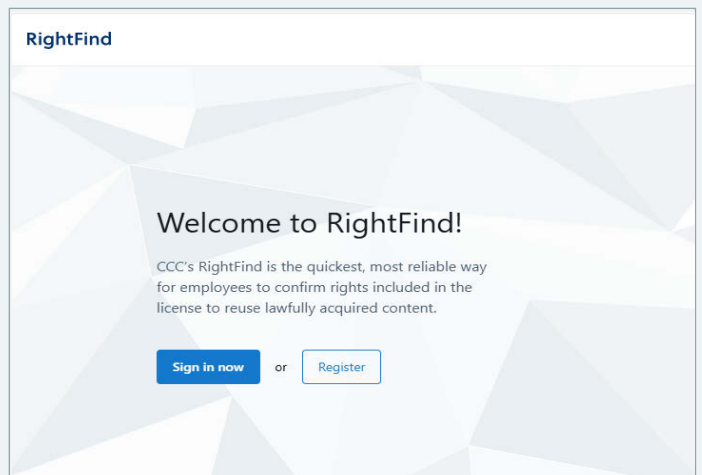 RightFind
Welcome to RightFind!
CCC's RightFind is the quickest, most reliable way
for employees to confirm rights included in the
license to reuse lawfully acquired content.
Sign in now or Register